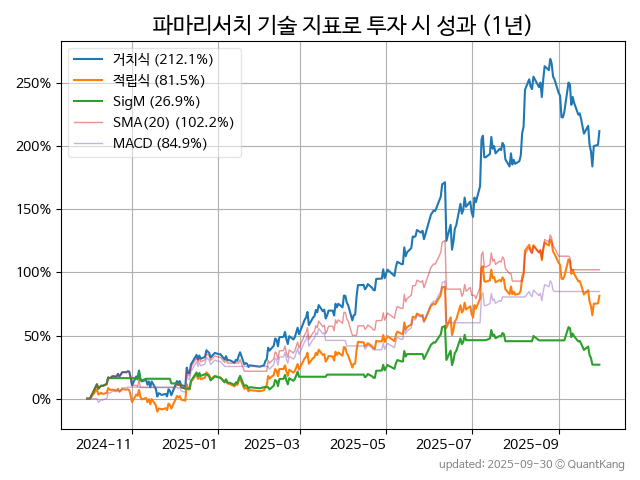 파마리서치 기술 지표로 투자 시 성과 (1년)
거치식 (212.1%)
적립식 (81.5%)
SigM (26.9%)
SMA(20) (102.2%)
MACD (84.9%)
250%
200%
150%
100%
50%
0%
2024-11 2025-01 2025-03 2025-05 2025-07 2025-09
updated: 2025-09-30 © QuantKang